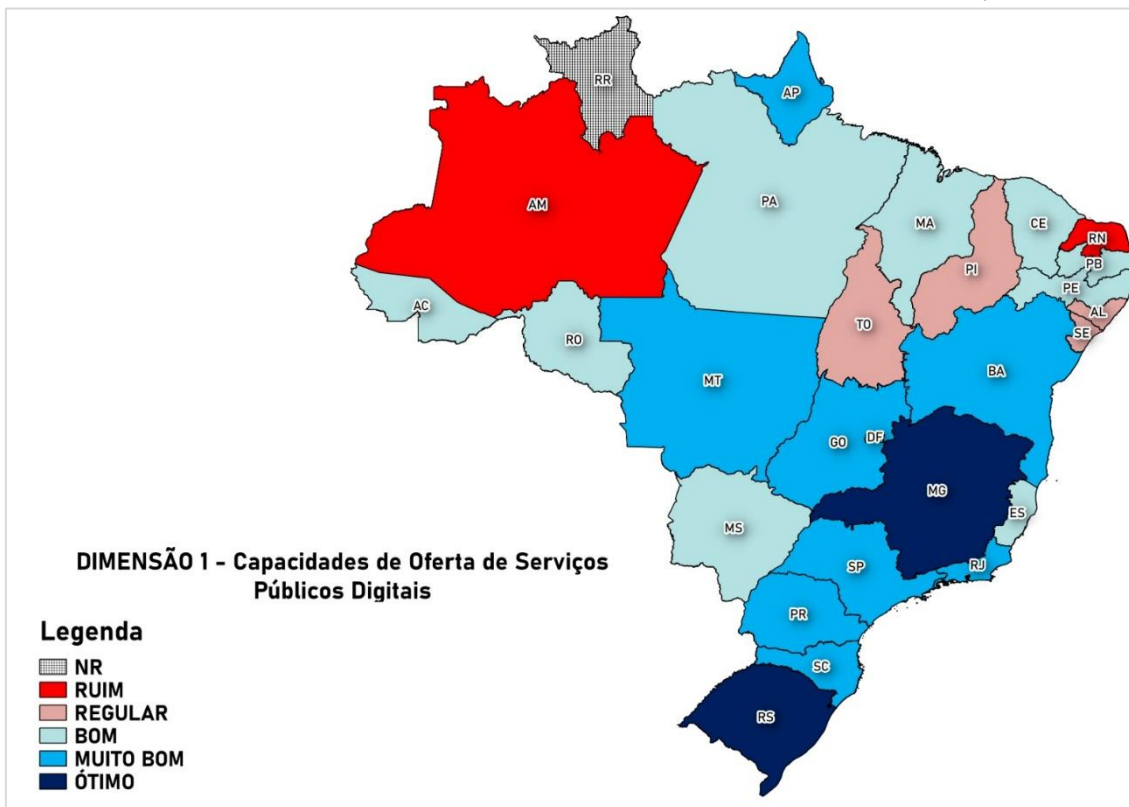 RR
AP
AM
PA
MA
CE
RN
PB
PE
PI
AL
SE
AC
RO
TO
MT
BA
GO
DF
MG
ES
MS
SP
RJ
PR
SC
RS
DIMENSÃO 1 - Capacidades de Oferta de Serviços
Públicos Digitais
Legenda
NR
RUIM
REGULAR
BOM
MUITO BOM
ÓTIMO